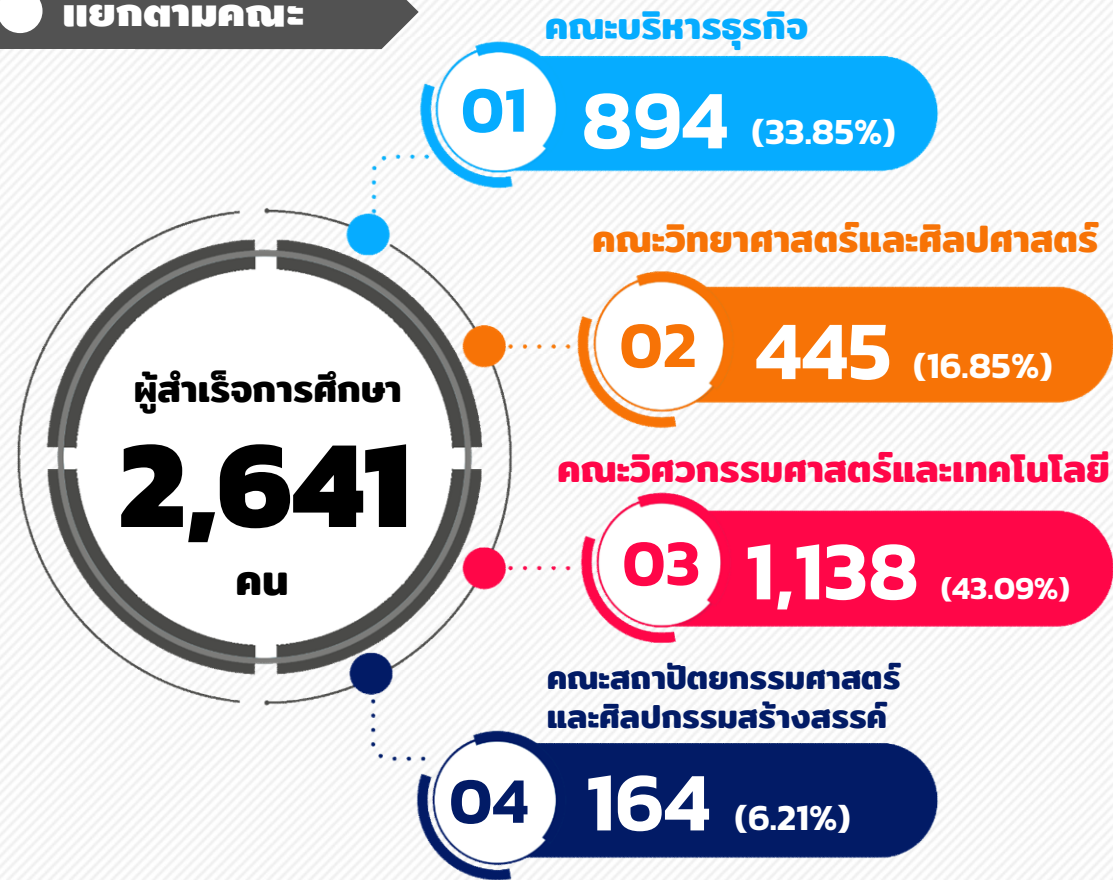 แยกตามคณะ
คณะบริหารธุรกิจ
01 894 (33.85%)
คณะวิทยาศาสตร์และศิลปศาสตร์
02 445 (16.85%)
ผู้สำเร็จการศึกษา
2,641
คน
คณะวิศวกรรมศาสตร์และเทคโนโลยี
03 1,138 (43.09%)
คณะสถาปัตยกรรมศาสตร์
และศิลปกรรมสร้างสรรค์
04 164 (6.21%)